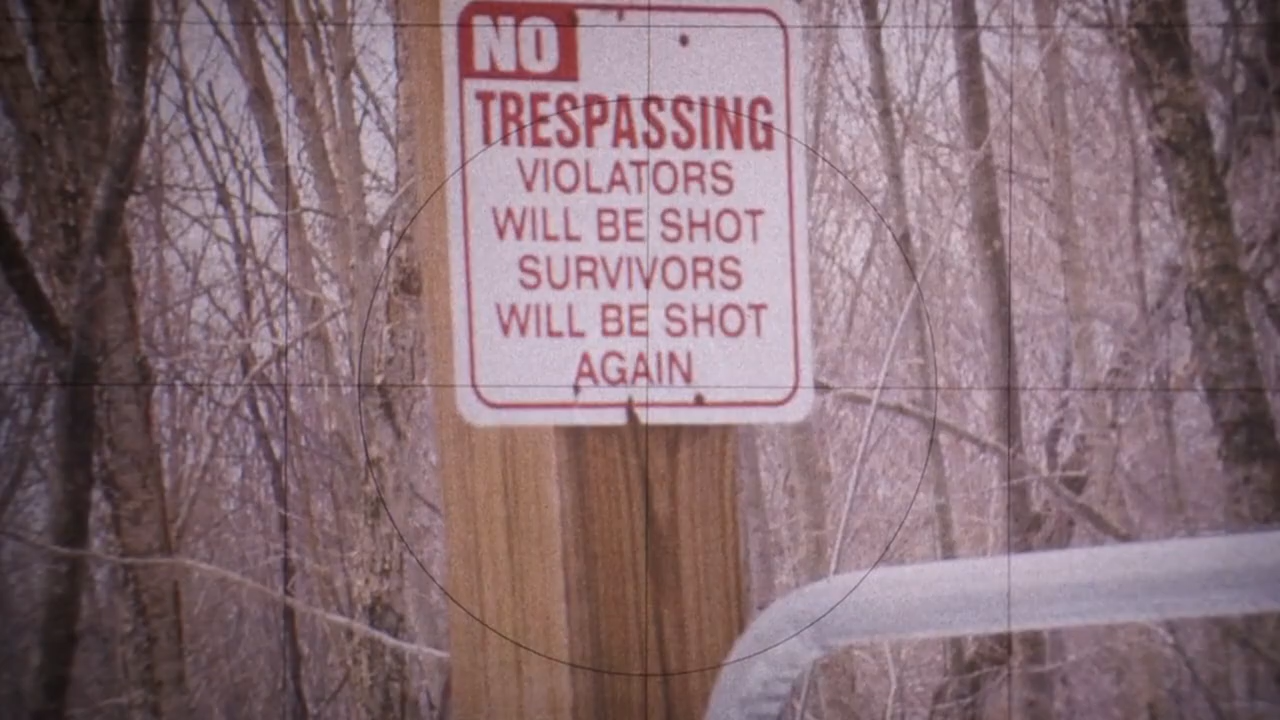 NO
TRESPASSING
VIOLATORS
WILL BE SHOT
SURVIVORS
WILL BE SHOT
AGAIN